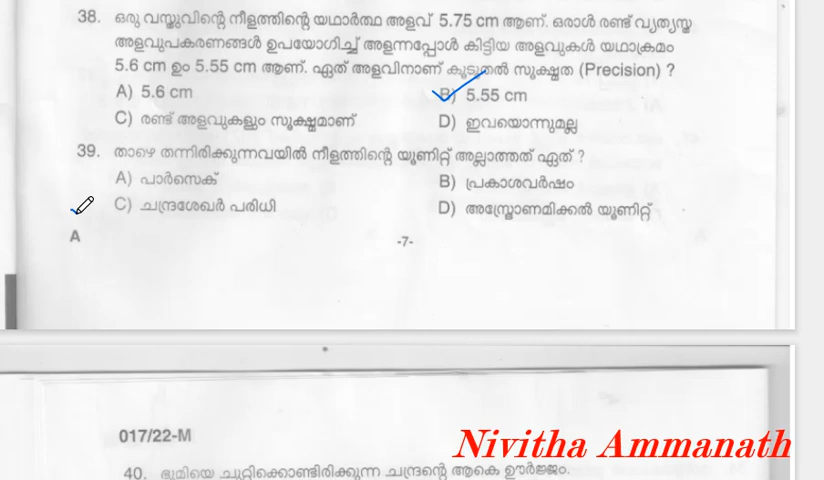 38. ഒരു വസ്തുവിന്റെ നീളത്തിന്റെ യഥാർത്ഥ അളവ് 5.75 cm ആണ്. ഒരാൾ രണ്ട് വ്യത്യസ്ത
അളവുപകരണങ്ങൾ ഉപയോഗിച്ച് അളന്നപ്പോൾ കിട്ടിയ അളവുകൾ യഥാക്രമം
5.6 cm ഉം 5.55 cm ആണ്. ഏത് അളവിനാണ് കൂടുതൽ സൂക്ഷ്മത (Precision) ?
A) 5.6 cm B) 5.55 cm
C) രണ്ട് അളവുകളും സൂക്ഷ്മമാണ് D) ഇവയൊന്നുമല്ല
39. താഴെ തന്നിരിക്കുന്നവയിൽ നീളത്തിന്റെ യൂണിറ്റ് അല്ലാത്തത് ഏത് ?
A) പാർസെക് B) പ്രകാശവർഷം
C) ചന്ദ്രശേഖർ പരിധി D) അസ്ട്രോണമിക്കൽ യൂണിറ്റ്
A -7-
017/22-M
Nivitha Ammanath
40. ഭൂമിയെ ചുറ്റിക്കൊണ്ടിരിക്കുന്ന ചന്ദ്രന്റെ ആകെ ഊർജ്ജം.